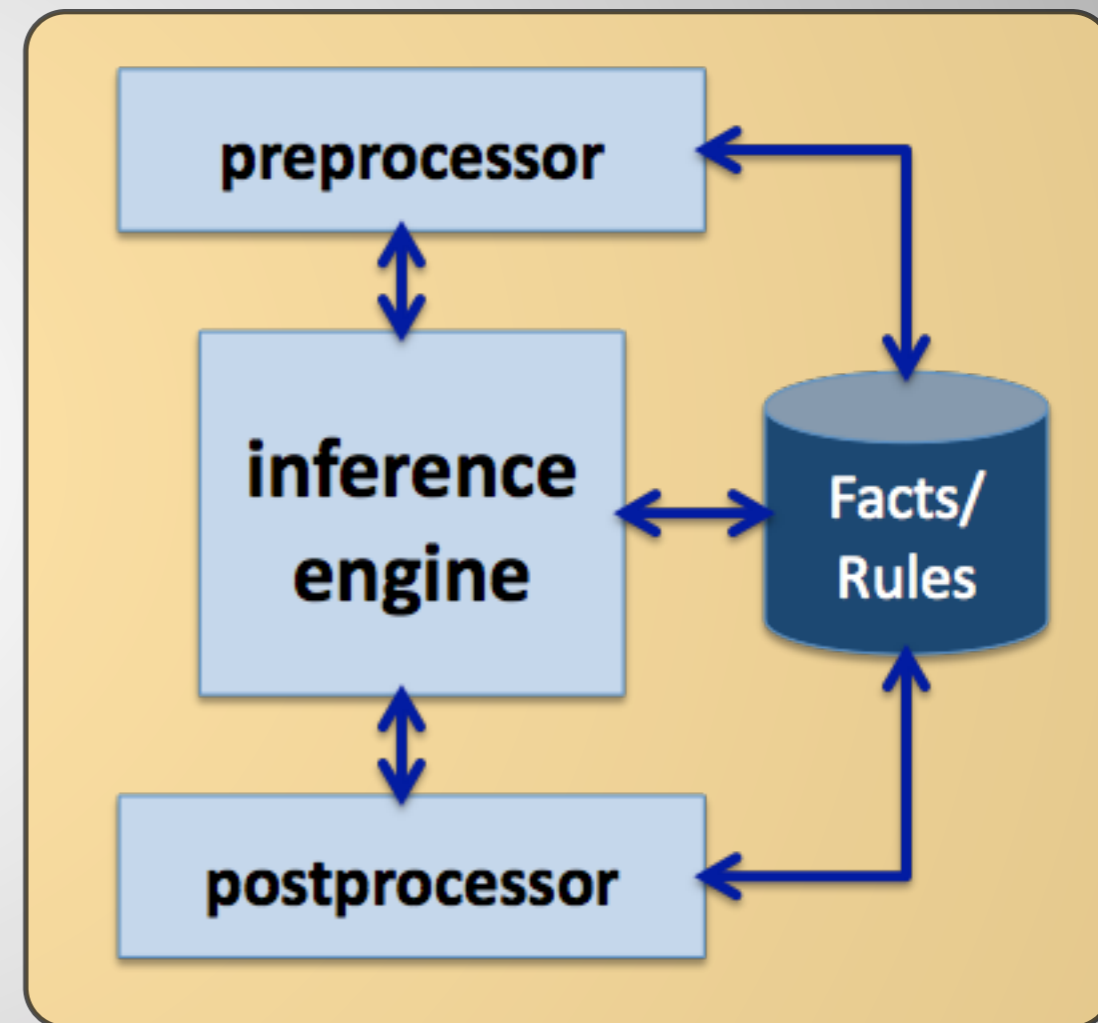 preprocessor
inference
engine
Facts/
Rules
postprocessor